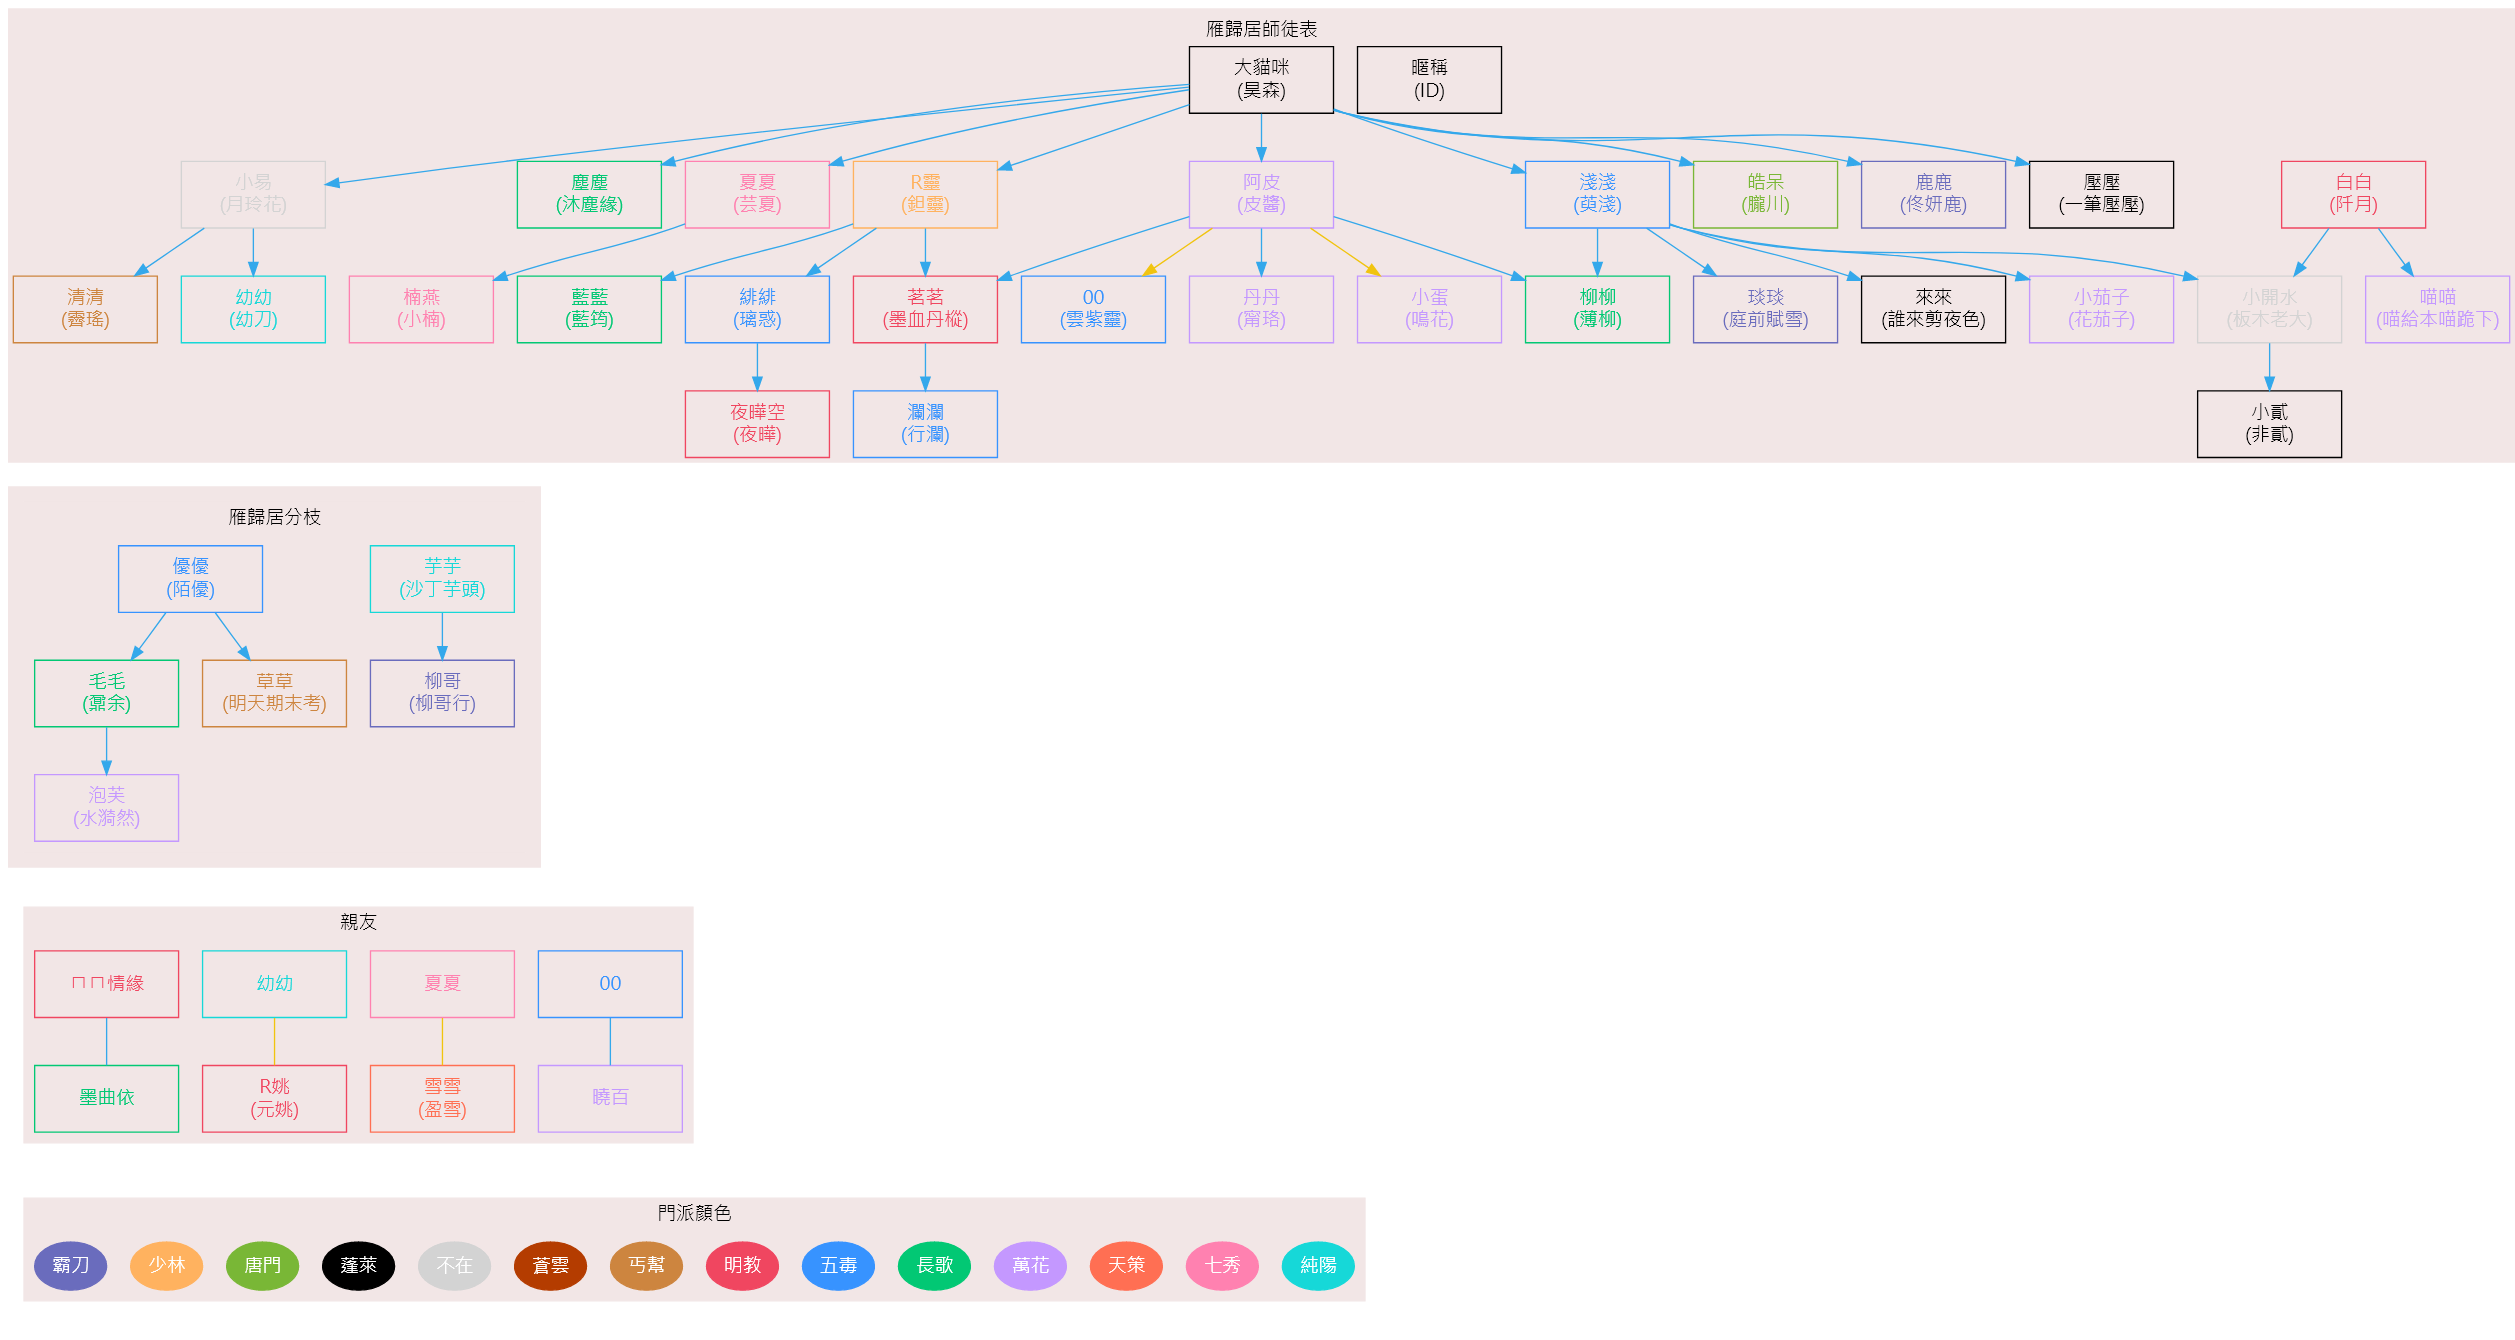 雁歸居師徒表
大貓咪
(昊森)
暱稱
(ID)
小易
(月玲花)
塵塵
(沐塵緣)
夏夏
(芸夏)
R靈
(鉭靈)
阿皮
(皮醬)
淺淺
(萸淺)
皓呆
(朧川)
鹿鹿
(佟妍鹿)
壓壓
(一筆壓壓)
白白
(阡月)
清清
(霽瑤)
幼幼
(幼刀)
楠燕
(小楠)
藍藍
(藍筠)
緋緋
(璃惑)
茗茗
(墨血丹樅)
00
(雲紫靈)
丹丹
(甯珞)
小蛋
(鳴花)
柳柳
(薄柳)
琰琰
(庭前賦雪)
來來
(誰來剪夜色)
小茄子
(花茄子)
小開水
(板木老大)
喵喵
(喵給本喵跪下)
夜曄空
(夜曄)
瀾瀾
(行瀾)
小貳
(非貳)
雁歸居分枝
優優
(陌優)
芋芋
(沙丁芋頭)
毛毛
草草
(明天期末考)
柳哥
(柳哥行)
泡芙
(水漪然)
親友
ㄇㄇ情緣
幼幼
夏夏
00
墨曲依
R姚
(元姚)
雪雪
(盈雪)
曉百
門派顏色
霸刀
少林
唐門
蓬萊
不在
蒼雲
丐幫
明教
五毒
長歌
萬花
天策
七秀
純陽